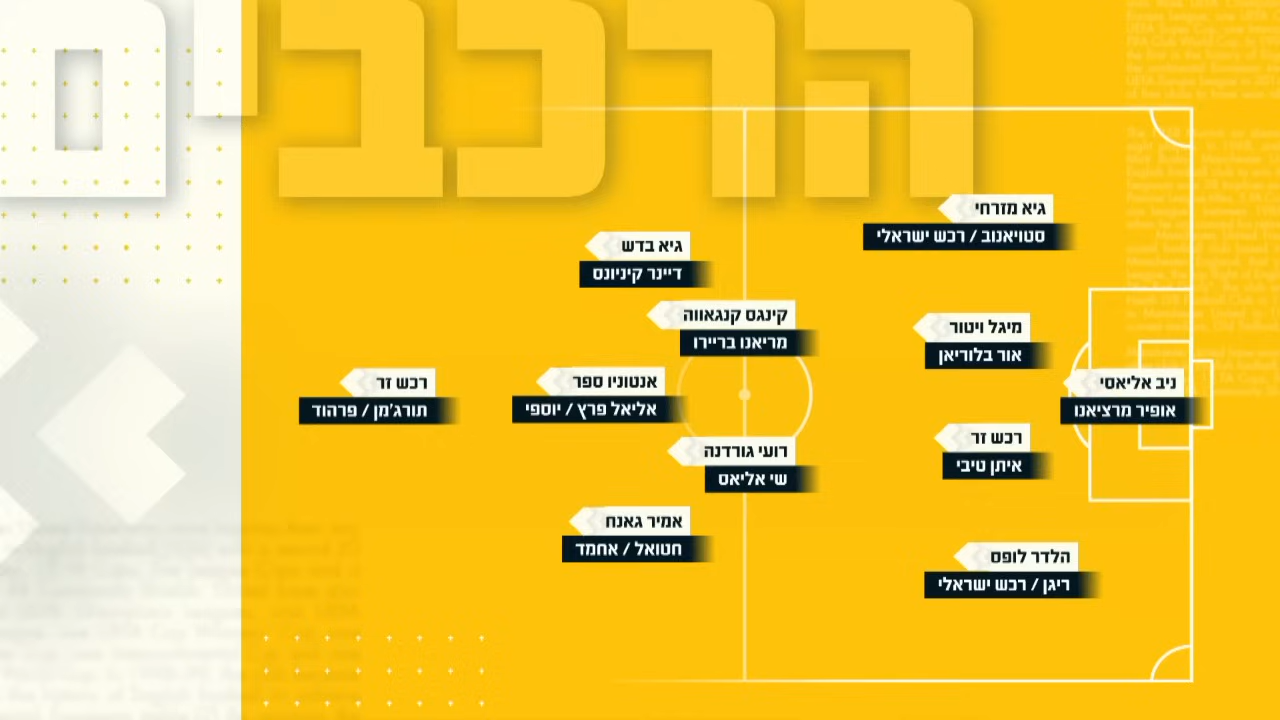 הרכבים
גיא מזרחי
סטויאנוב / רכש ישראלי
גיא בדש
דיינר קיניונס
קינגס קנגאווה
מריאנו בריירו
מיגל ויטור
אור בלוריאן
ניב אליאסי
אופיר מרציאנו
אנטוניו ספר
אליאל פרץ / יוספי
רכש זר
תורג'מן / פרהוד
רכש זר
איתן טיבי
רועי גורדנה
שי אליאס
אמיר גאנח
חטואל / אחמד
הלדר לופס
ריגן / רכש ישראלי